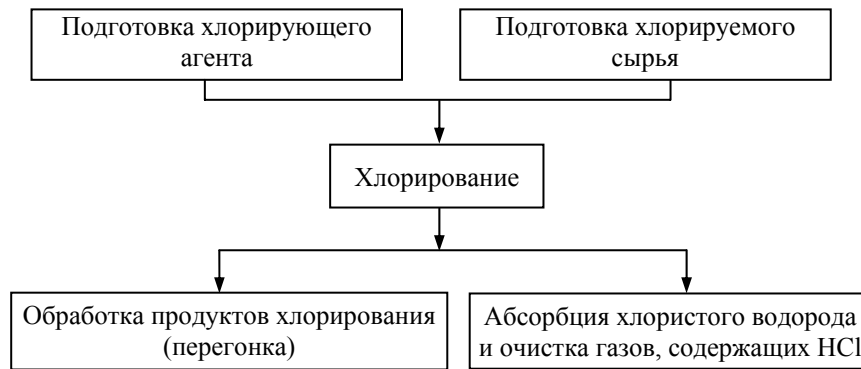 Подготовка хлорирующего
агента
Подготовка хлорируемого
сырья
Хлорирование
Обработка продуктов хлорирования
(перегонка)
Абсорбция хлористого водорода
и очистка газов, содержащих HCl